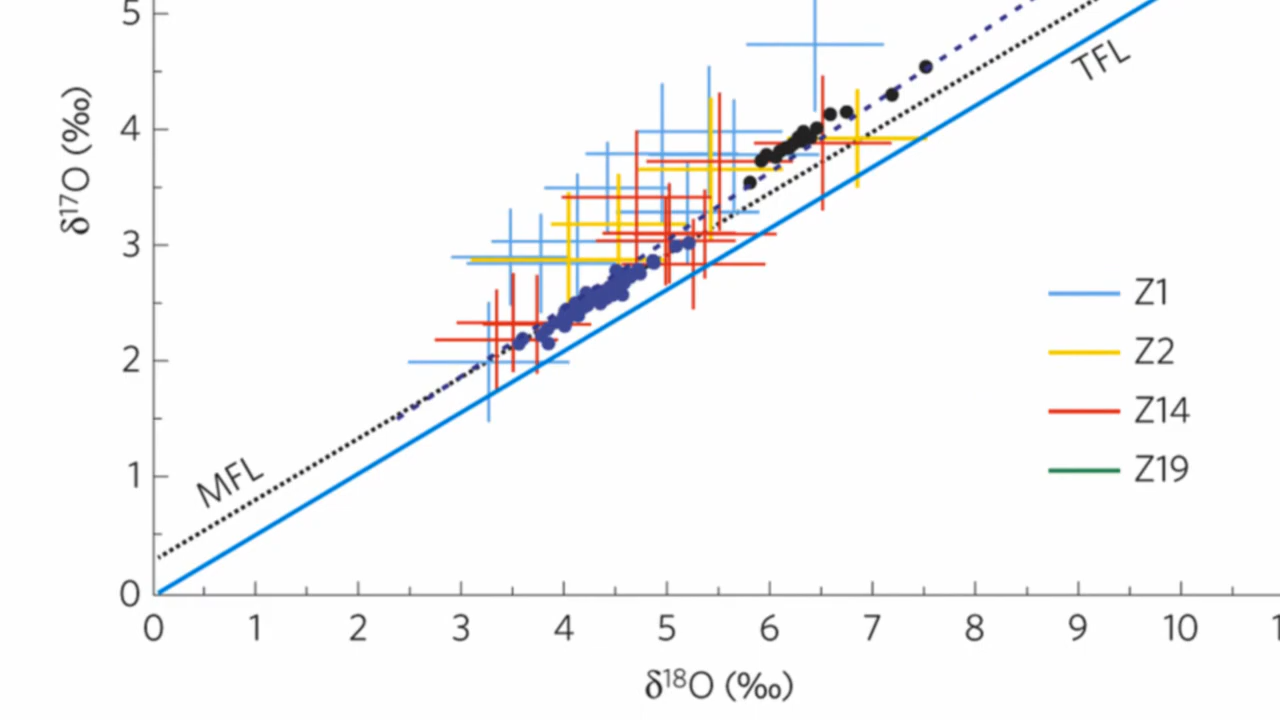 5
4
3
2
1
0
δ¹⁷O (‰)
MFL
TFL
Z1
Z2
Z14
Z19
0 1 2 3 4 5 6 7 8 9 10
δ¹⁸O (‰)